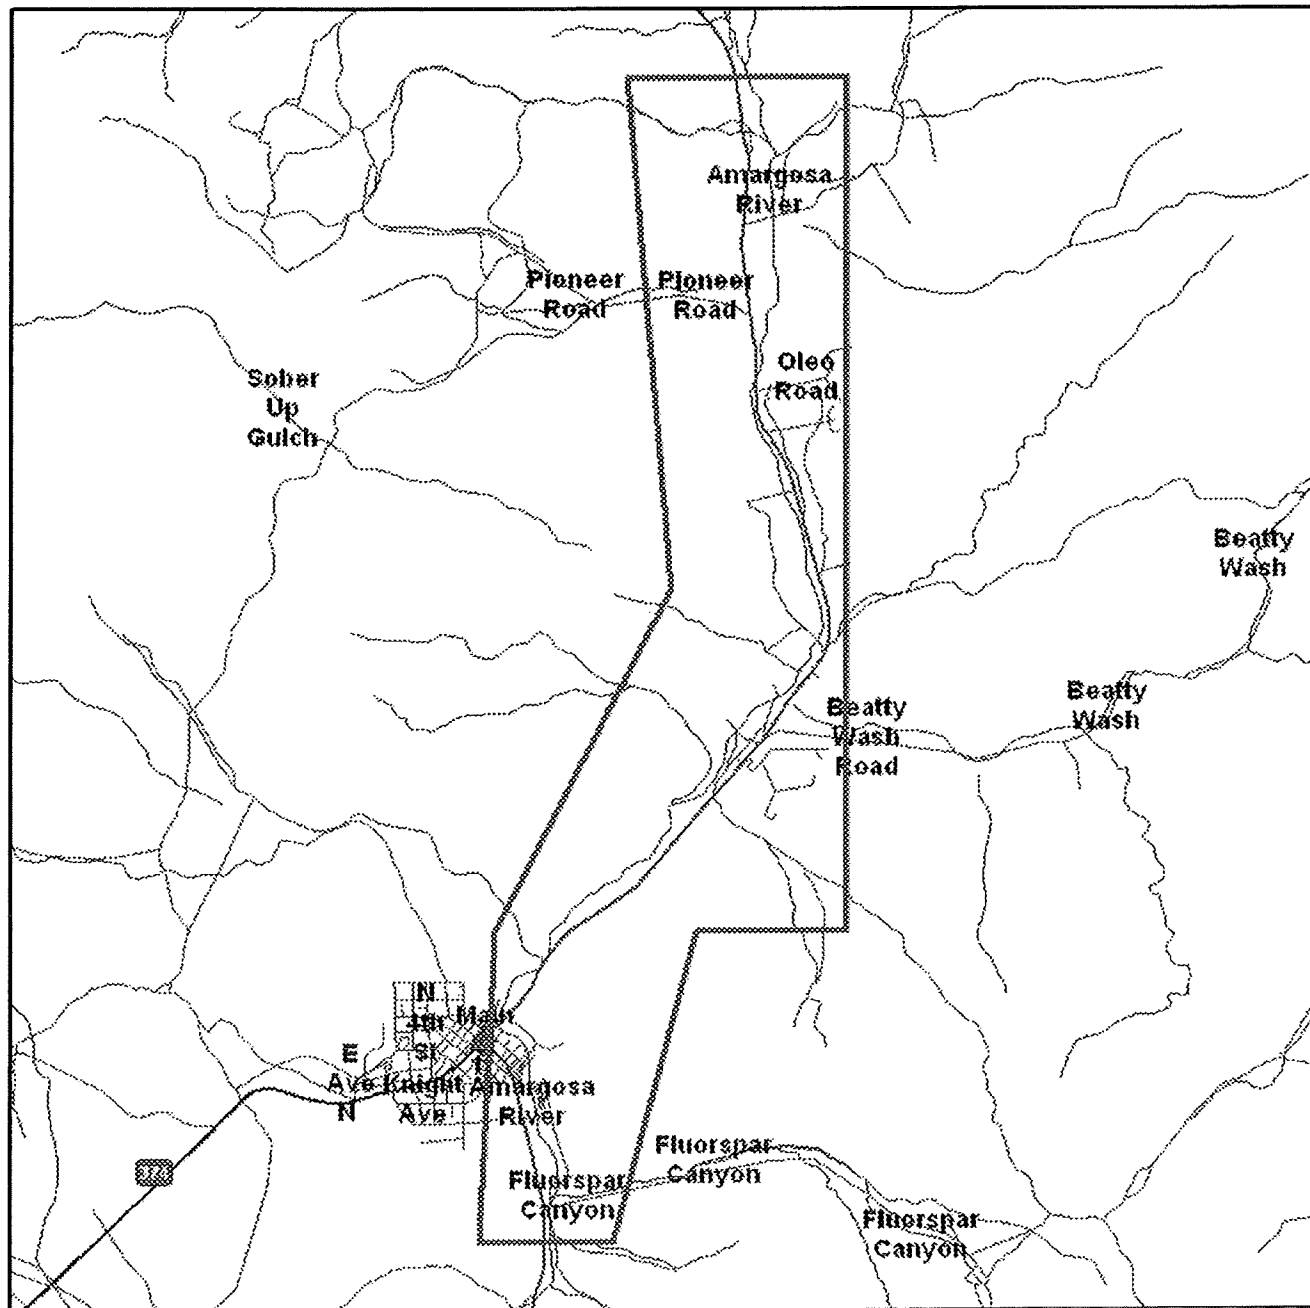 Amargosa
River
Pioneer
Road
Pioneer
Road
Oleo
Road
Sober
Up
Gulch
Beatty
Wash
Beatty
Wash
Beatty
Wash
Road
N
4th
St
Main
E
Ave
N
Knight
Ave
Amargosa
River
Fluorspar
Canyon
Fluorspar
Canyon
374
Fluorspar
Canyon